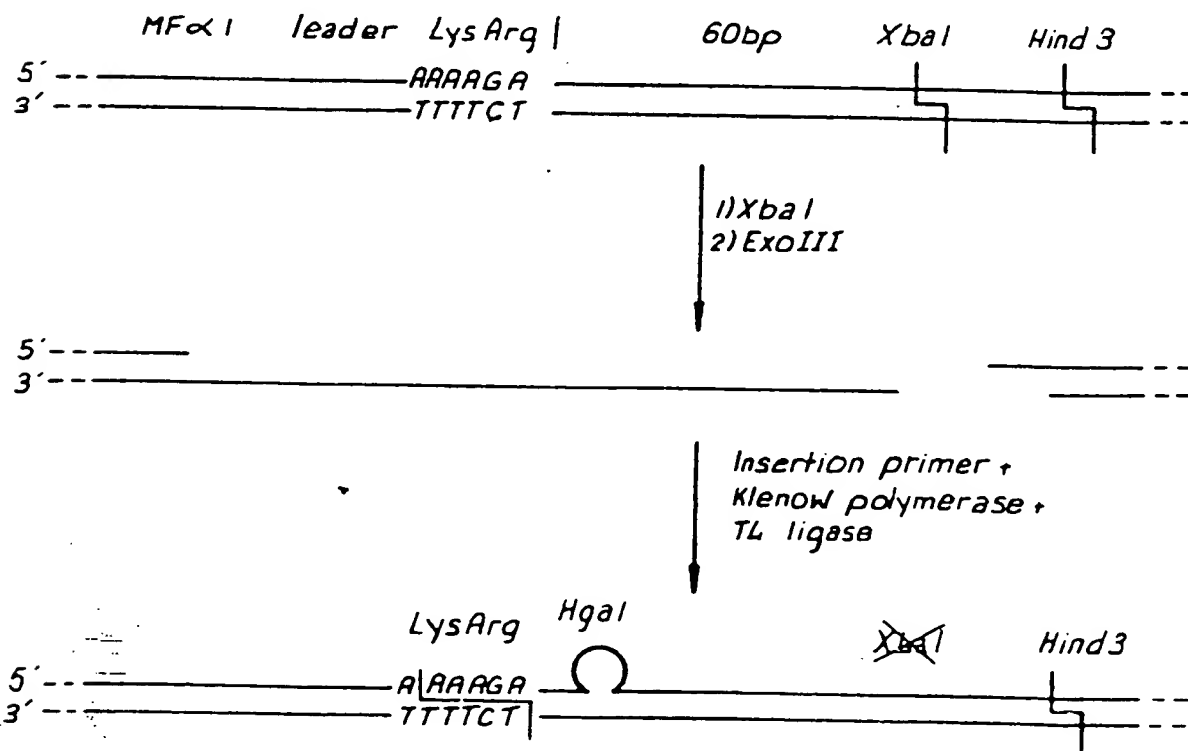 MFα1 leader LysArg 60bp XbaI Hind3
5' AAAAGA
3' TTTTCT
1) XbaI
2) ExoIII
5'
3'
Insertion primer +
Klenow polymerase +
T4 ligase
LysArg HgaI XbaI Hind3
5' A AAAGA
3' TTTTCT